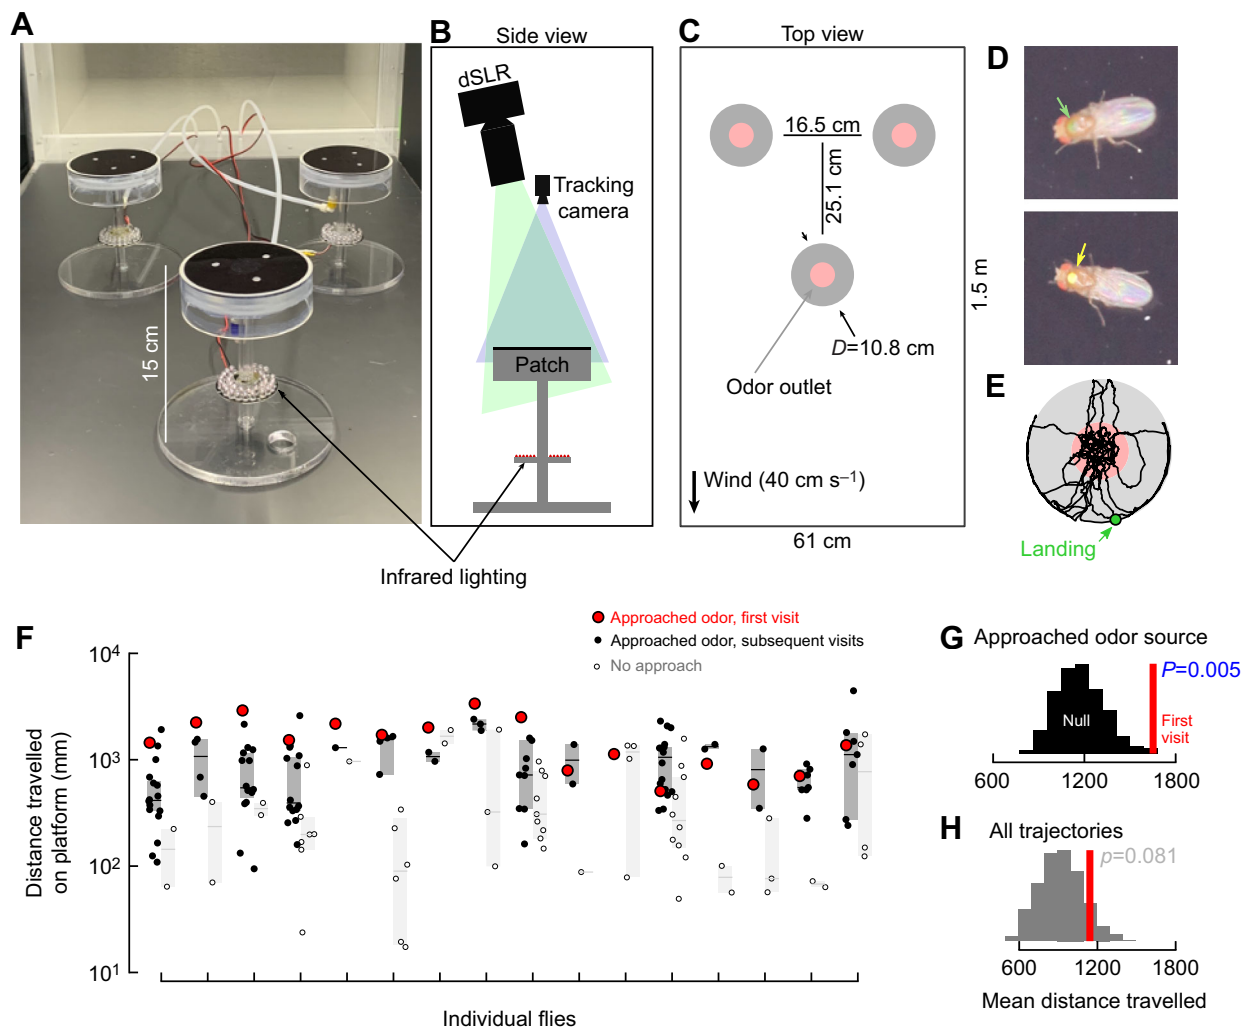 A
15 cm
B
Side view
dSLR
Tracking
camera
Patch
Infrared lighting
C
Top view
16.5 cm
25.1 cm
D=10.8 cm
Odor outlet
Wind (40 cm s⁻¹)
1.5 m
61 cm
D
E
Landing
F
Approached odor, first visit
Approached odor, subsequent visits
No approach
Distance travelled
on platform (mm)
10⁴
10³
10²
10¹
Individual flies
G
Approached odor source
P=0.005
Null
First
visit
600 1200 1800
H
All trajectories
p=0.081
600 1200 1800
Mean distance travelled